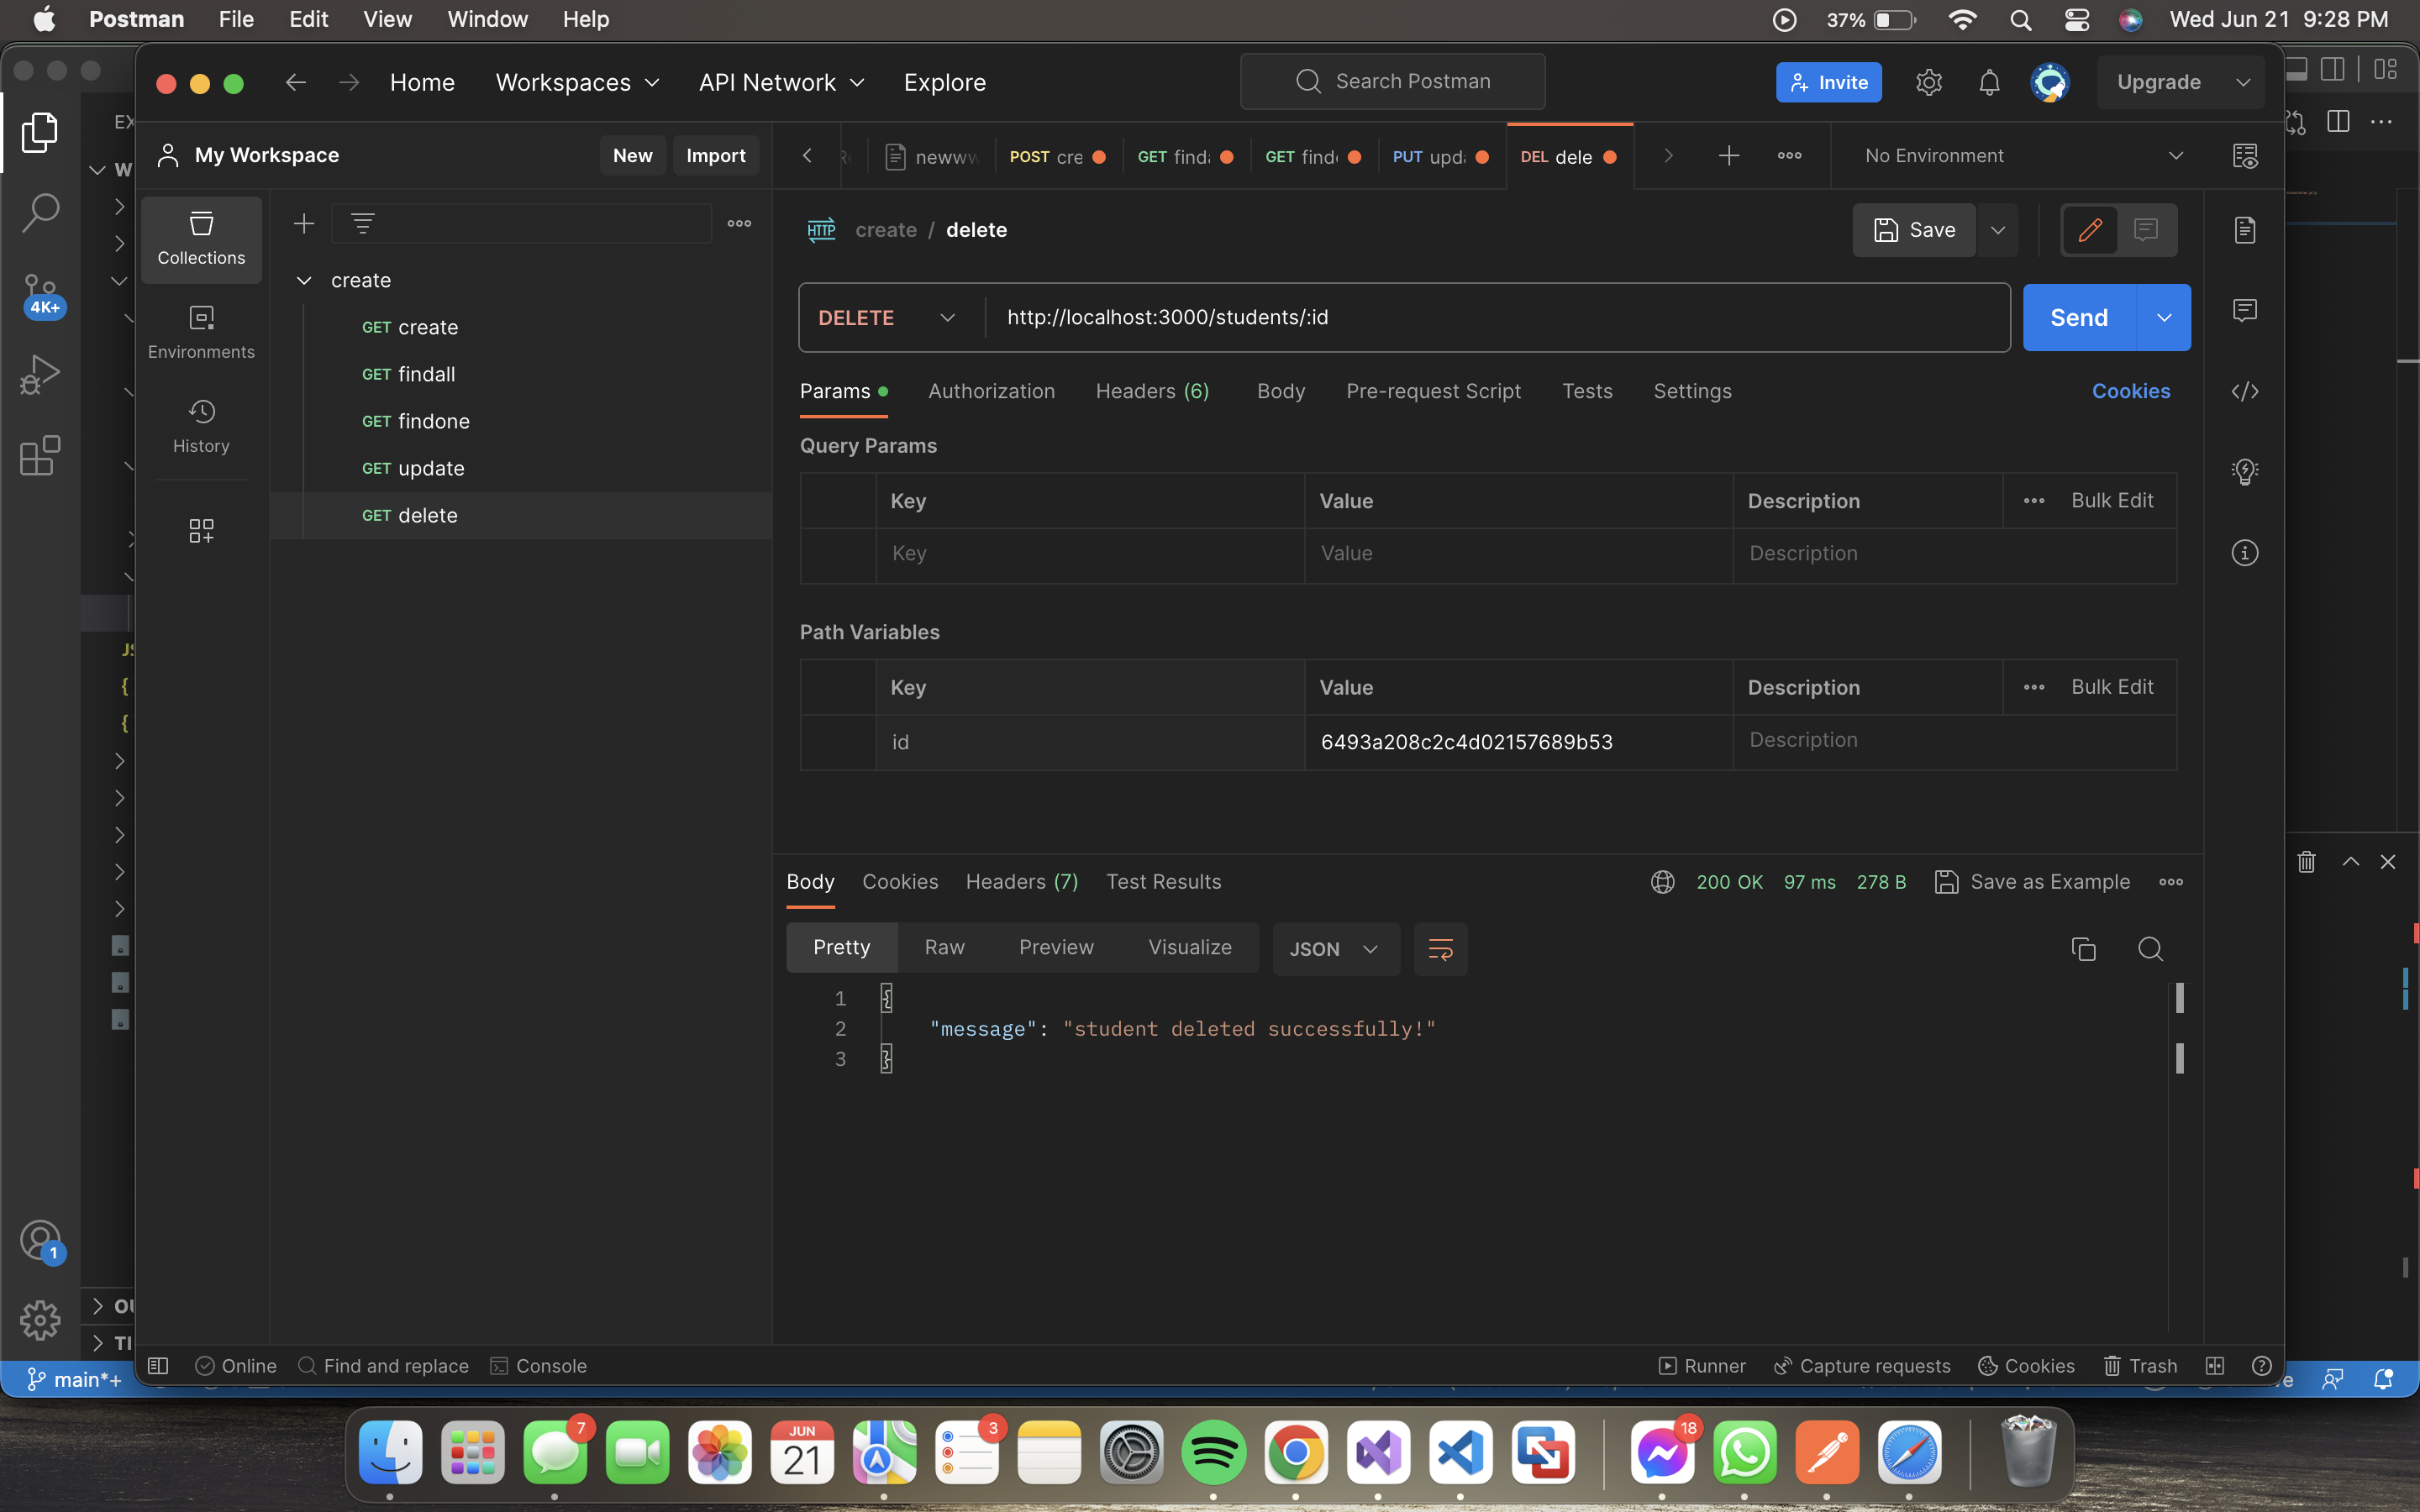 Postman File Edit View Window Help
37%
Wed Jun 21 9:28 PM
Home Workspaces API Network Explore
Search Postman
Invite
Upgrade
My Workspace
New Import
POST cre
GET
GET
PUT
DEL dele
No Environment
Collections
Environments
History
create
GET create
GET findall
GET findone
GET update
GET delete
HTTP create / delete
Save
DELETE http://localhost:3000/students/:id
Send
Params Authorization Headers (6) Body Pre-request Script Tests Settings Cookies
Query Params
Key Value Description Bulk Edit
Key Value Description
Path Variables
Key Value Description Bulk Edit
id 6493a208c2c4d02157689b53 Description
Body Cookies Headers (7) Test Results
200 OK 97 ms 278 B Save as Example
Pretty Raw Preview Visualize JSON
1 {
2 "message": "student deleted successfully!"
3 }
4K+
1
Online Find and replace Console
Runner Capture requests Cookies Trash
main*+
7
JUN
21
3
18